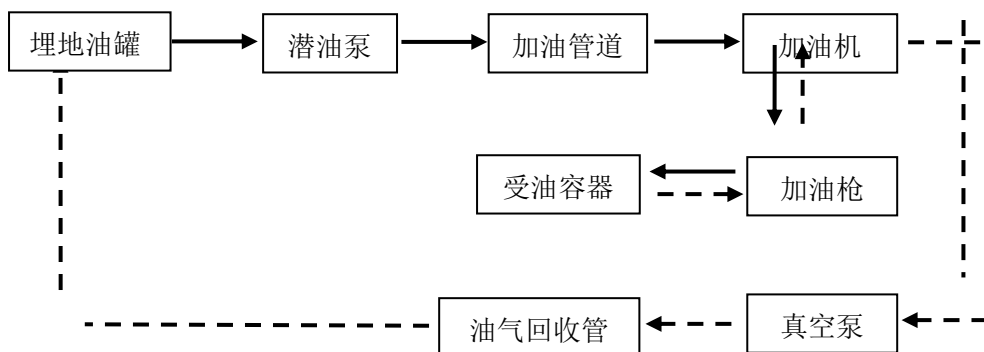 埋地油罐
潜油泵
加油管道
加油机
受油容器
加油枪
油气回收管
真空泵